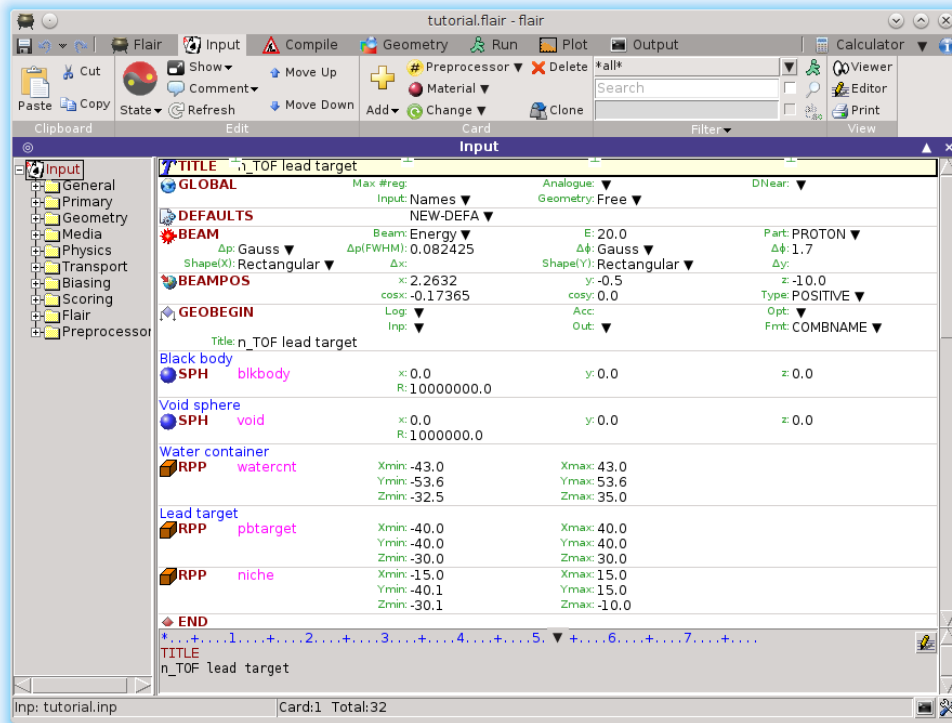 tutorial.flair - flair
Flair Input Compile Geometry Run Plot Output Calculator
Paste Cut Copy State Show Comment Refresh Move Up Move Down Add Preprocessor Material Change Delete Clone *all* Search Viewer Editor Print
Clipboard Edit Card Filter View
Input
Input
General
Primary
Geometry
Media
Physics
Transport
Biasing
Scoring
Flair
Preprocessor
TITLE n_TOF lead target
GLOBAL Max #reg: Analogue: DNear:
Input: Names Geometry: Free
DEFAULTS NEW-DEFA
BEAM Beam: Energy E: 20.0 Part: PROTON
Δp: Gauss Δp(FWHM): 0.082425 Δϕ: Gauss Δϕ: 1.7
Shape(X): Rectangular Δx: Shape(Y): Rectangular Δy:
BEAMPOS x: 2.2632 y: -0.5 z: -10.0
cosx: -0.17365 cosy: 0.0 Type: POSITIVE
GEOBEGIN Log: Acc: Opt:
Inp: Out: Fmt: COMBNAME
Title: n_TOF lead target
Black body
SPH blkbody x: 0.0 y: 0.0 z: 0.0
R: 10000000.0
Void sphere
SPH void x: 0.0 y: 0.0 z: 0.0
R: 1000000.0
Water container
RPP watercnt Xmin: -43.0 Xmax: 43.0
Ymin: -53.6 Ymax: 53.6
Zmin: -32.5 Zmax: 35.0
Lead target
RPP pbtarget Xmin: -40.0 Xmax: 40.0
Ymin: -40.0 Ymax: 40.0
Zmin: -30.0 Zmax: 30.0
RPP niche Xmin: -15.0 Xmax: 15.0
Ymin: -40.1 Ymax: 15.0
Zmin: -30.1 Zmax: -10.0
END
*...+....1....+....2....+....3....+....4....+....5. +....6....+....7....+....
TITLE
n_TOF lead target
Inp: tutorial.inp Card:1 Total:32